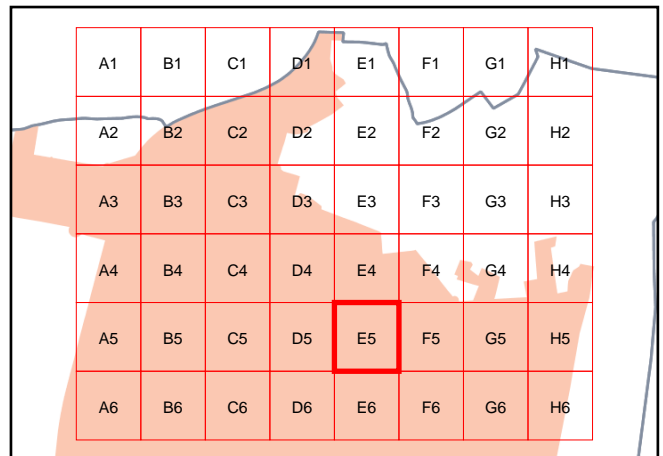 A1 B1 C1 D1 E1 F1 G1 H1
A2 B2 C2 D2 E2 F2 G2 H2
A3 B3 C3 D3 E3 F3 G3 H3
A4 B4 C4 D4 E4 F4 G4 H4
A5 B5 C5 D5 E5 F5 G5 H5
A6 B6 C6 D6 E6 F6 G6 H6